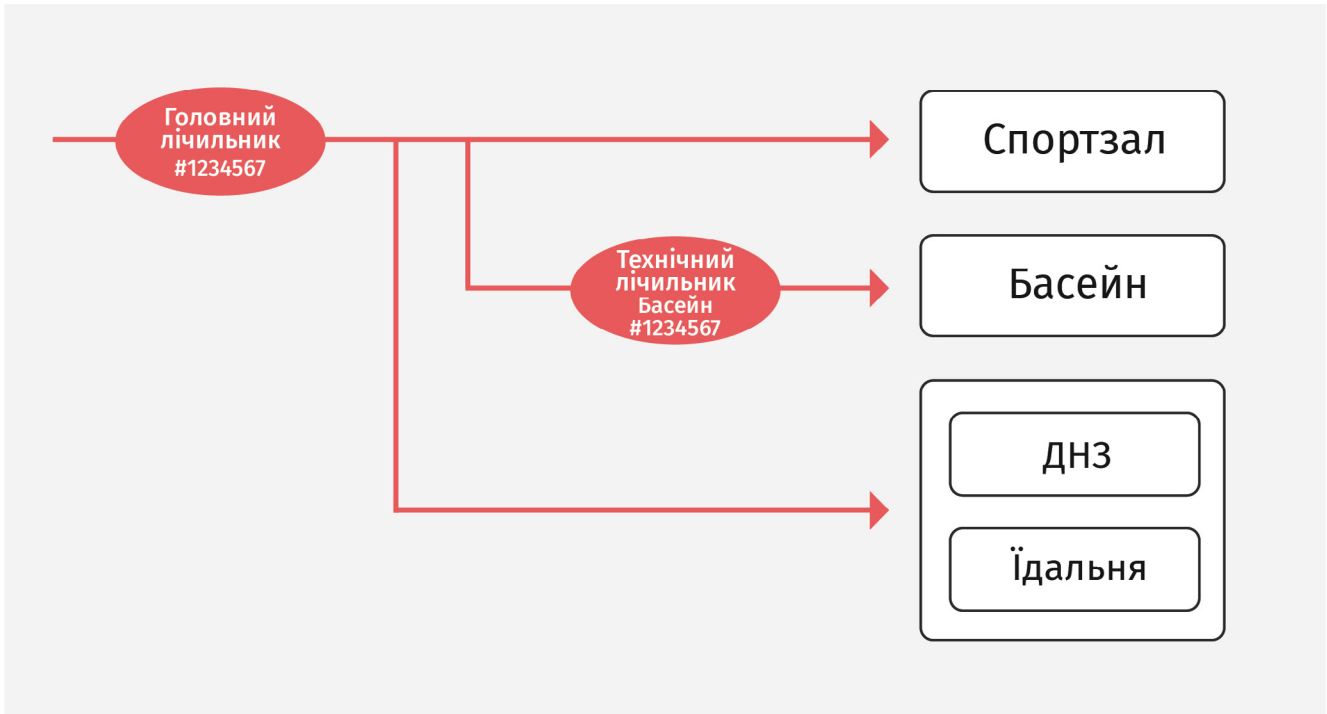 Головний
лічильник
#1234567
Спортзал
Технічний
лічильник
Басейн
#1234567
Басейн
ДНЗ
Їдальня